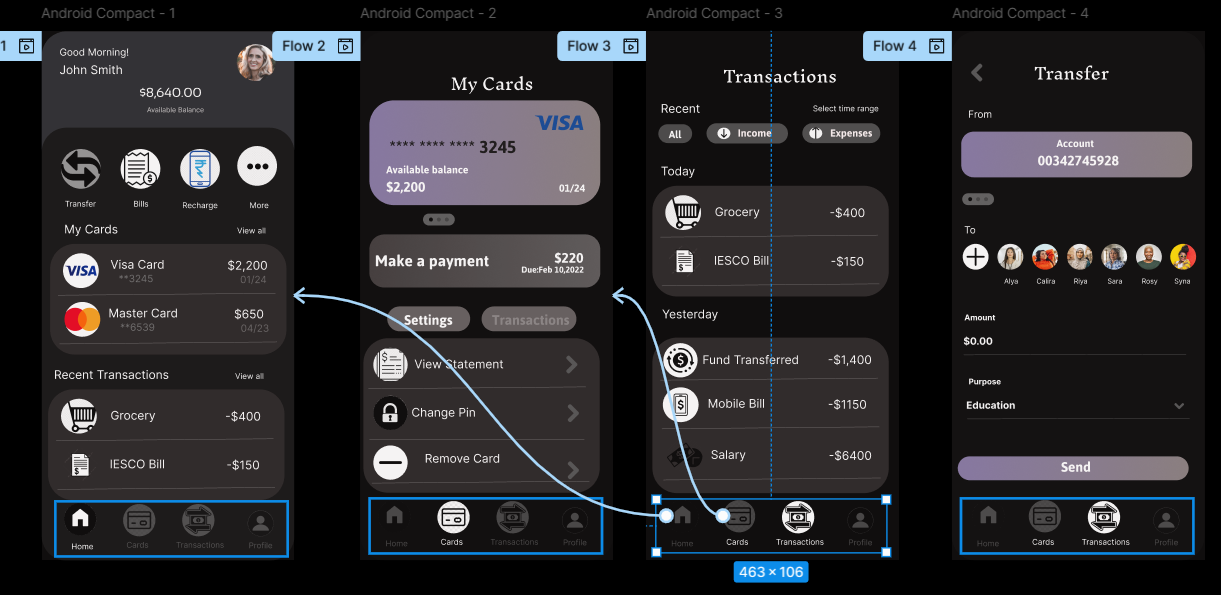 Android Compact - 1
1
Good Morning!
John Smith
$8,640.00
Available Balance
Transfer
Bills
Recharge
More
My Cards
View all
VISA
Visa Card
$2,200
**3245
01/24
Master Card
$650
**6539
04/23
Recent Transactions
View all
Grocery
-$400
IESCO Bill
-$150
Home
Cards
Transactions
Profile
Android Compact - 2
Flow 2
My Cards
VISA
**** **** **** 3245
Available balance
$2,200
01/24
Make a payment
$220
Due:Feb 10,2022
Settings
Transactions
View Statement
Change Pin
Remove Card
Home
Cards
Transactions
Profile
Android Compact - 3
Flow 3
Transactions
Recent
Select time range
All
Income
Expenses
Today
Grocery
-$400
IESCO Bill
-$150
Yesterday
Fund Transferred
-$1,400
Mobile Bill
-$1150
Salary
-$6400
Home
Cards
Transactions
Profile
463 × 106
Android Compact - 4
Flow 4
Transfer
From
Account
00342745928
To
Alya
Calira
Riya
Sara
Rosy
Syna
Amount
$0.00
Purpose
Education
Send
Home
Cards
Transactions
Profile